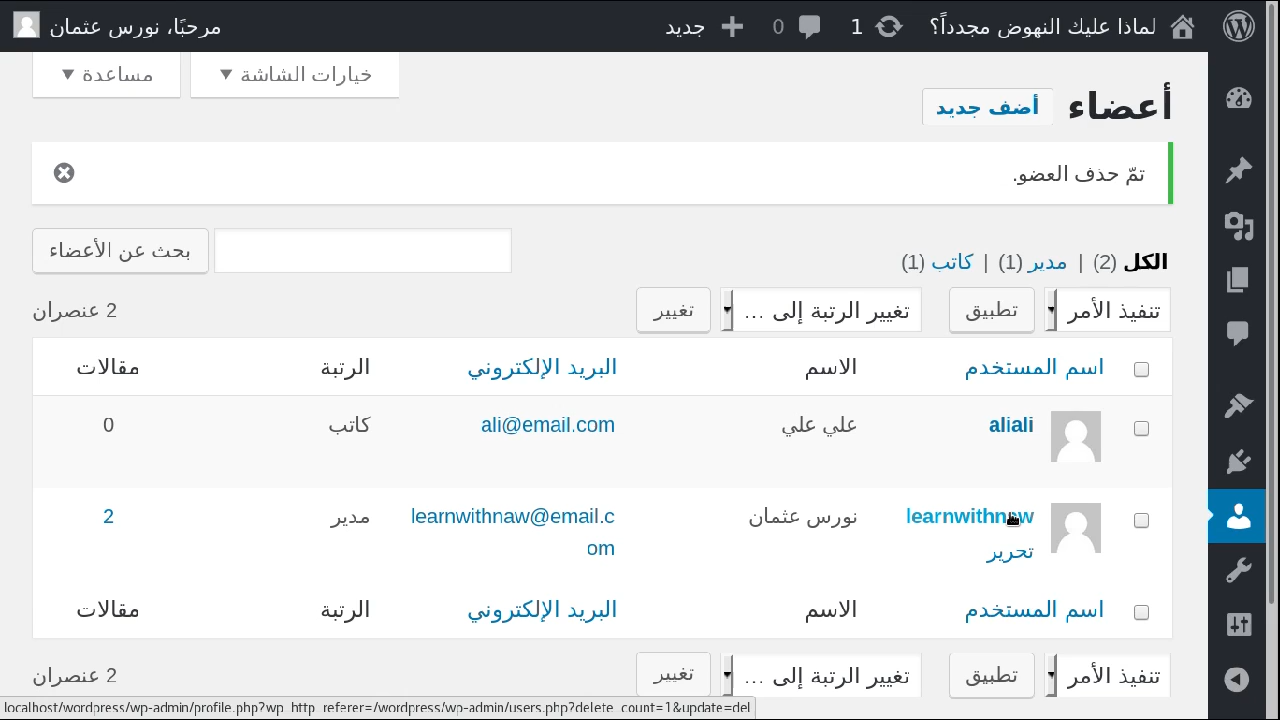 لماذا عليك النهوض مجدداً؟ 1 0 جديد مرحبًا، نورس عثمان
خيارات الشاشة ▼ مساعدة ▼
أعضاء أضف جديد
تمّ حذف العضو.
الكل (2) | مدير (1) | كاتب (1) بحث عن الأعضاء
تنفيذ الأمر تطبيق تغيير الرتبة إلى ... تغيير 2 عنصران
اسم المستخدم الاسم البريد الإلكتروني الرتبة مقالات
aliali علي علي ali@email.com كاتب 0
learnwithnaw نورس عثمان learnwithnaw@email.c مدير 2
تحرير om
اسم المستخدم الاسم البريد الإلكتروني الرتبة مقالات
تنفيذ الأمر تطبيق تغيير الرتبة إلى ... تغيير 2 عنصران
localhost/wordpress/wp-admin/profile.php?wp_http_referer=/wordpress/wp-admin/users.php?delete_count=1&update=del